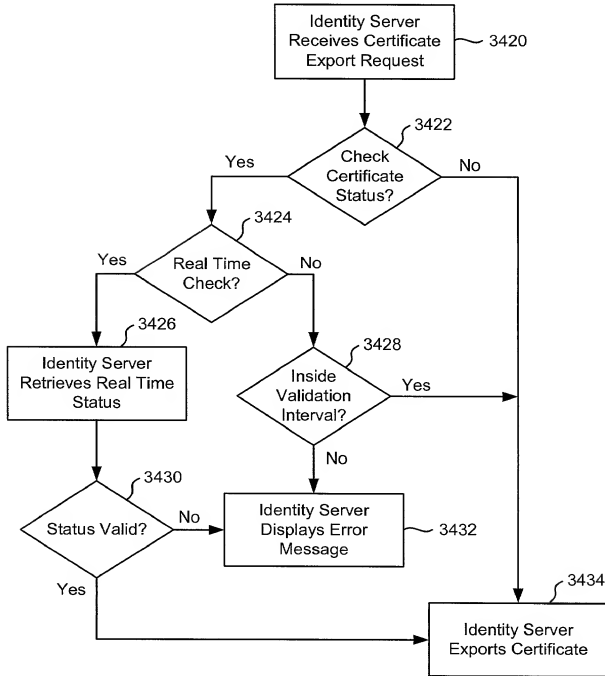 Identity Server
Receives Certificate
Export Request
3420
3422
Check
Certificate
Status?
Yes
No
3424
Real Time
Check?
Yes
No
3426
Identity Server
Retrieves Real Time
Status
3428
Inside
Validation
Interval?
Yes
No
3430
Status Valid?
No
Yes
Identity Server
Displays Error
Message
3432
3434
Identity Server
Exports Certificate